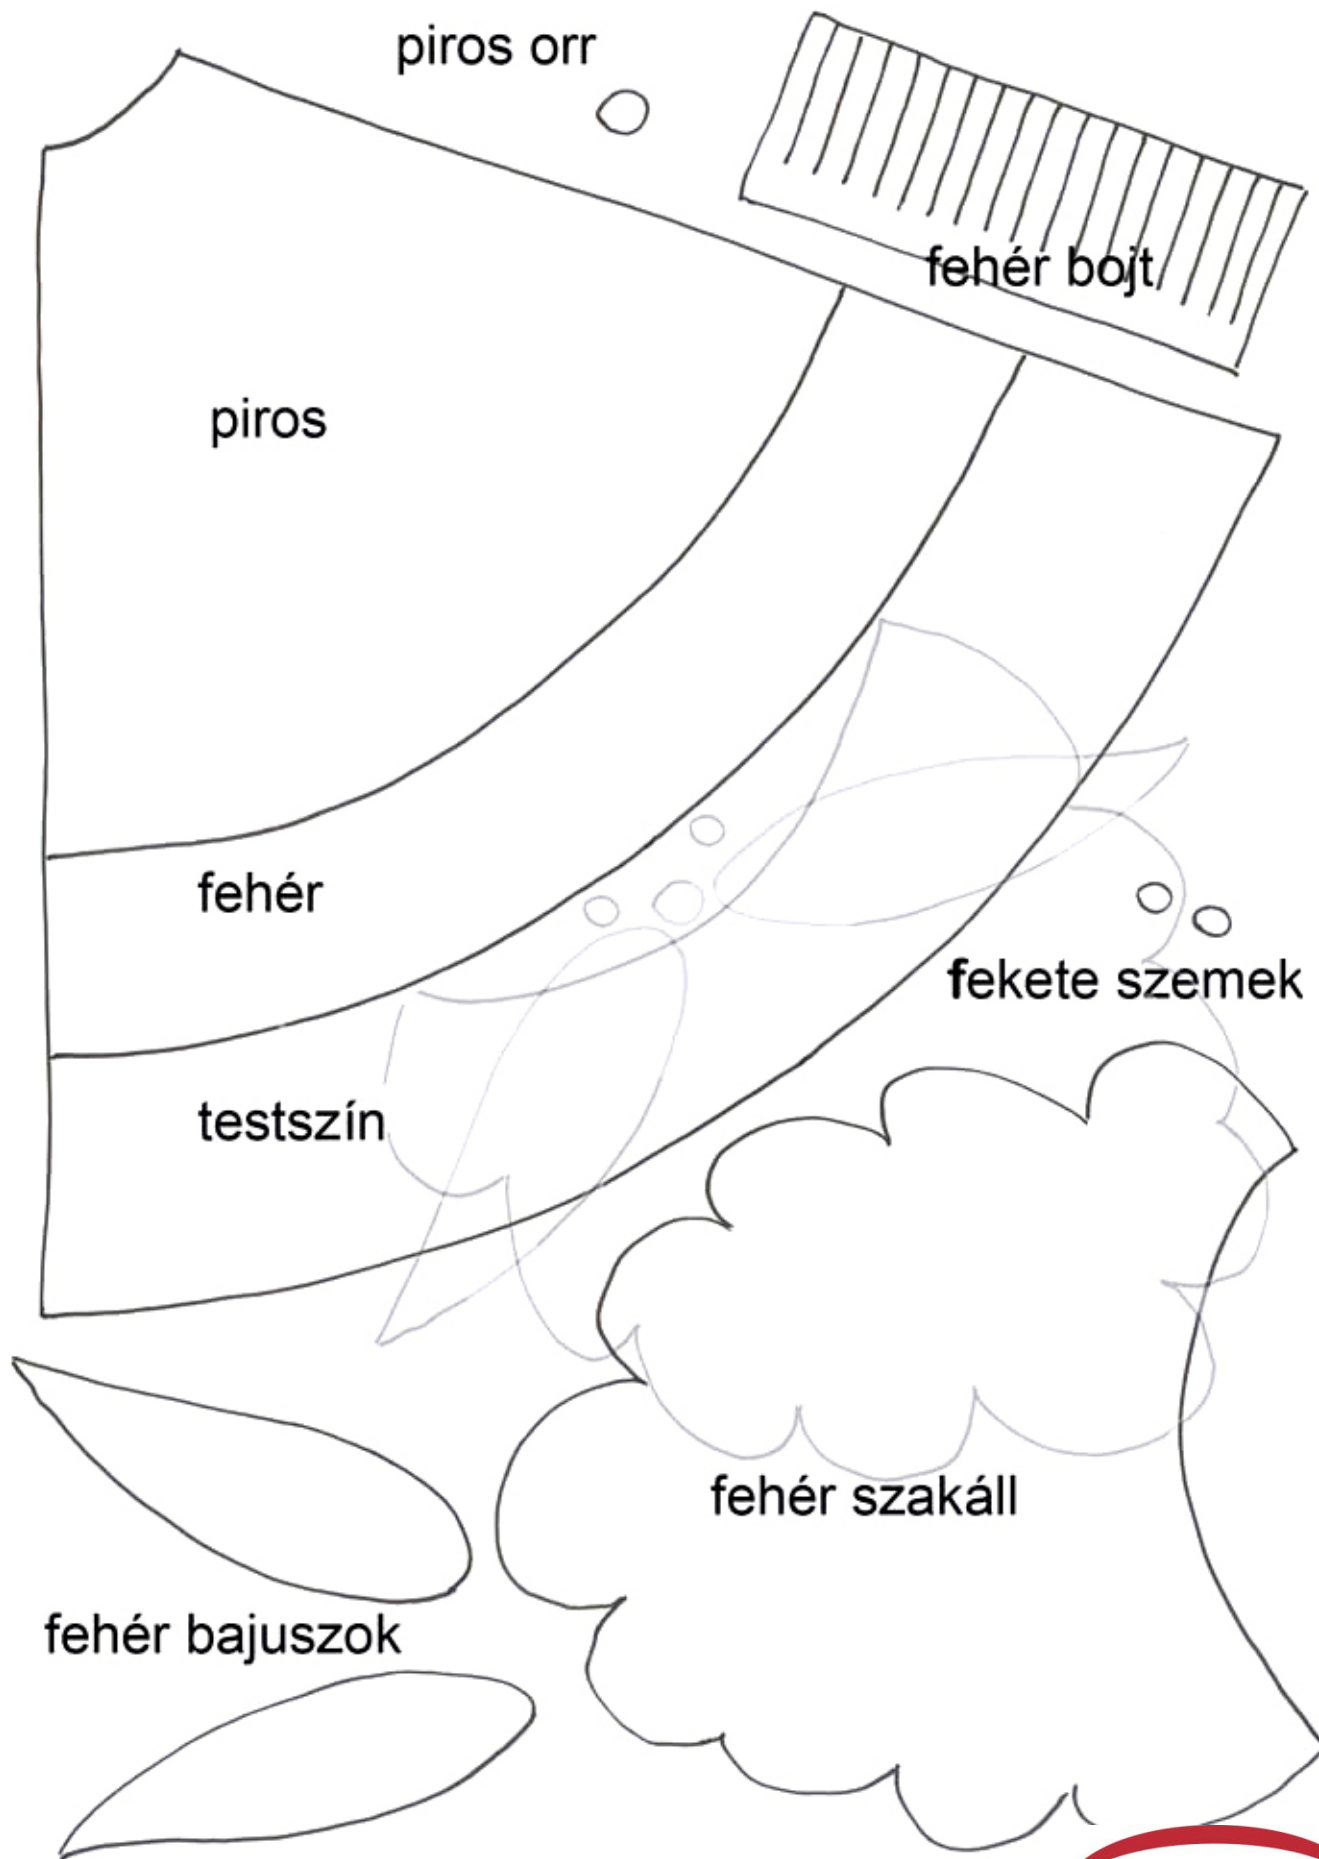 piros orr
fehér bojt
piros
fehér
fekete szemek
testszín
fehér szakáll
fehér bajuszok